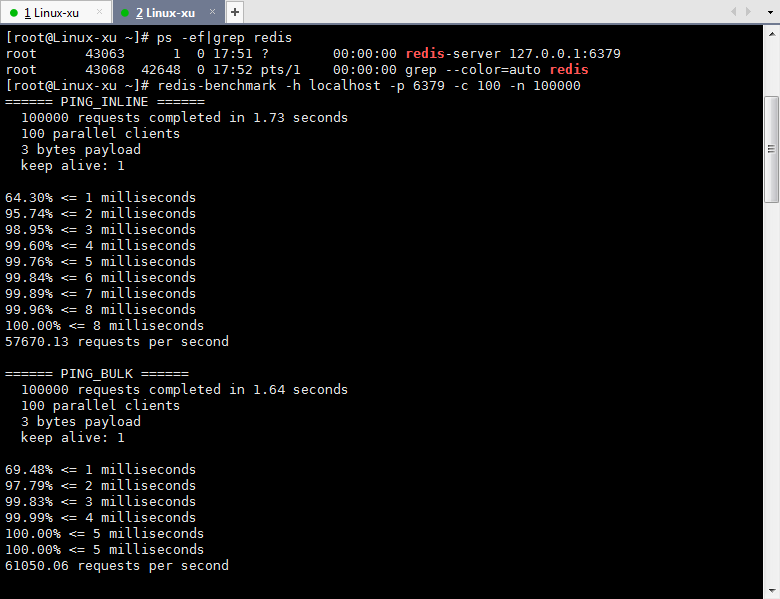 1 Linux-xu × 2 Linux-xu × +
[root@Linux-xu ~]# ps -ef|grep redis
root      43063      1  0 17:51 ?        00:00:00 redis-server 127.0.0.1:6379
root      43068  42648  0 17:52 pts/1    00:00:00 grep --color=auto redis
[root@Linux-xu ~]# redis-benchmark -h localhost -p 6379 -c 100 -n 100000
====== PING_INLINE ======
  100000 requests completed in 1.73 seconds
  100 parallel clients
  3 bytes payload
  keep alive: 1

64.30% <= 1 milliseconds
95.74% <= 2 milliseconds
98.95% <= 3 milliseconds
99.60% <= 4 milliseconds
99.76% <= 5 milliseconds
99.84% <= 6 milliseconds
99.89% <= 7 milliseconds
99.96% <= 8 milliseconds
100.00% <= 8 milliseconds
57670.13 requests per second

====== PING_BULK ======
  100000 requests completed in 1.64 seconds
  100 parallel clients
  3 bytes payload
  keep alive: 1

69.48% <= 1 milliseconds
97.79% <= 2 milliseconds
99.83% <= 3 milliseconds
99.99% <= 4 milliseconds
100.00% <= 5 milliseconds
100.00% <= 5 milliseconds
61050.06 requests per second